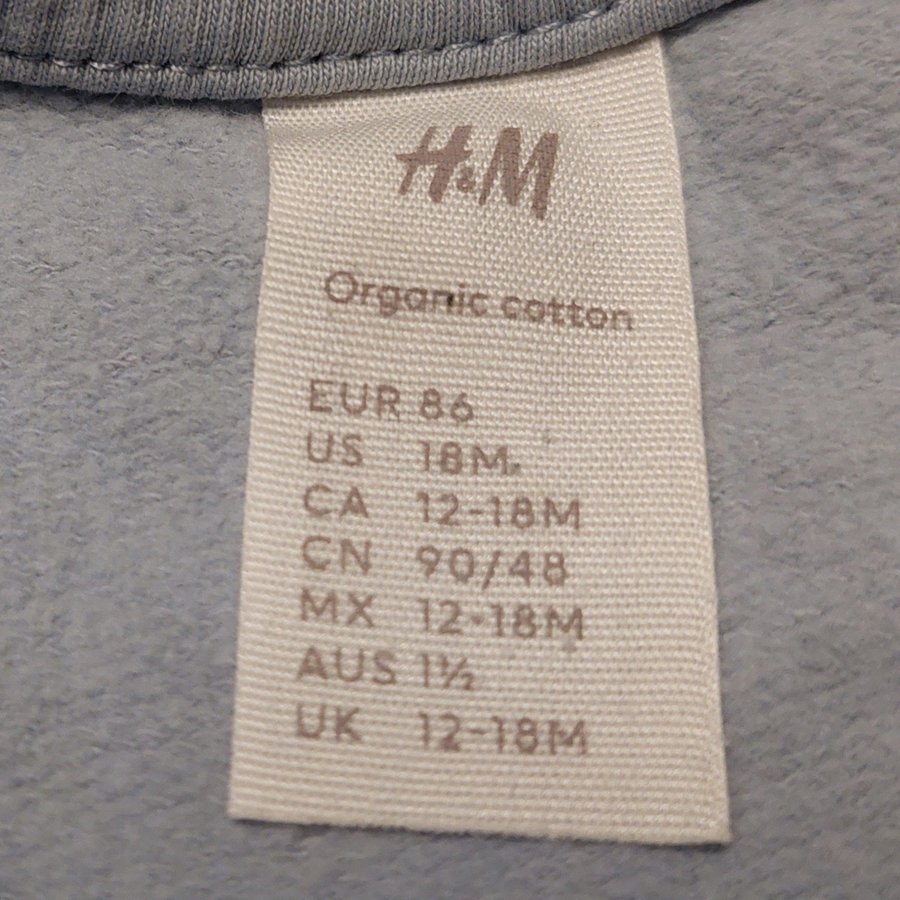 H&M
Organic cotton
EUR 86
US 18M
CA 12-18M
CN 90/48
MX 12-18M
AUS 1½
UK 12-18M